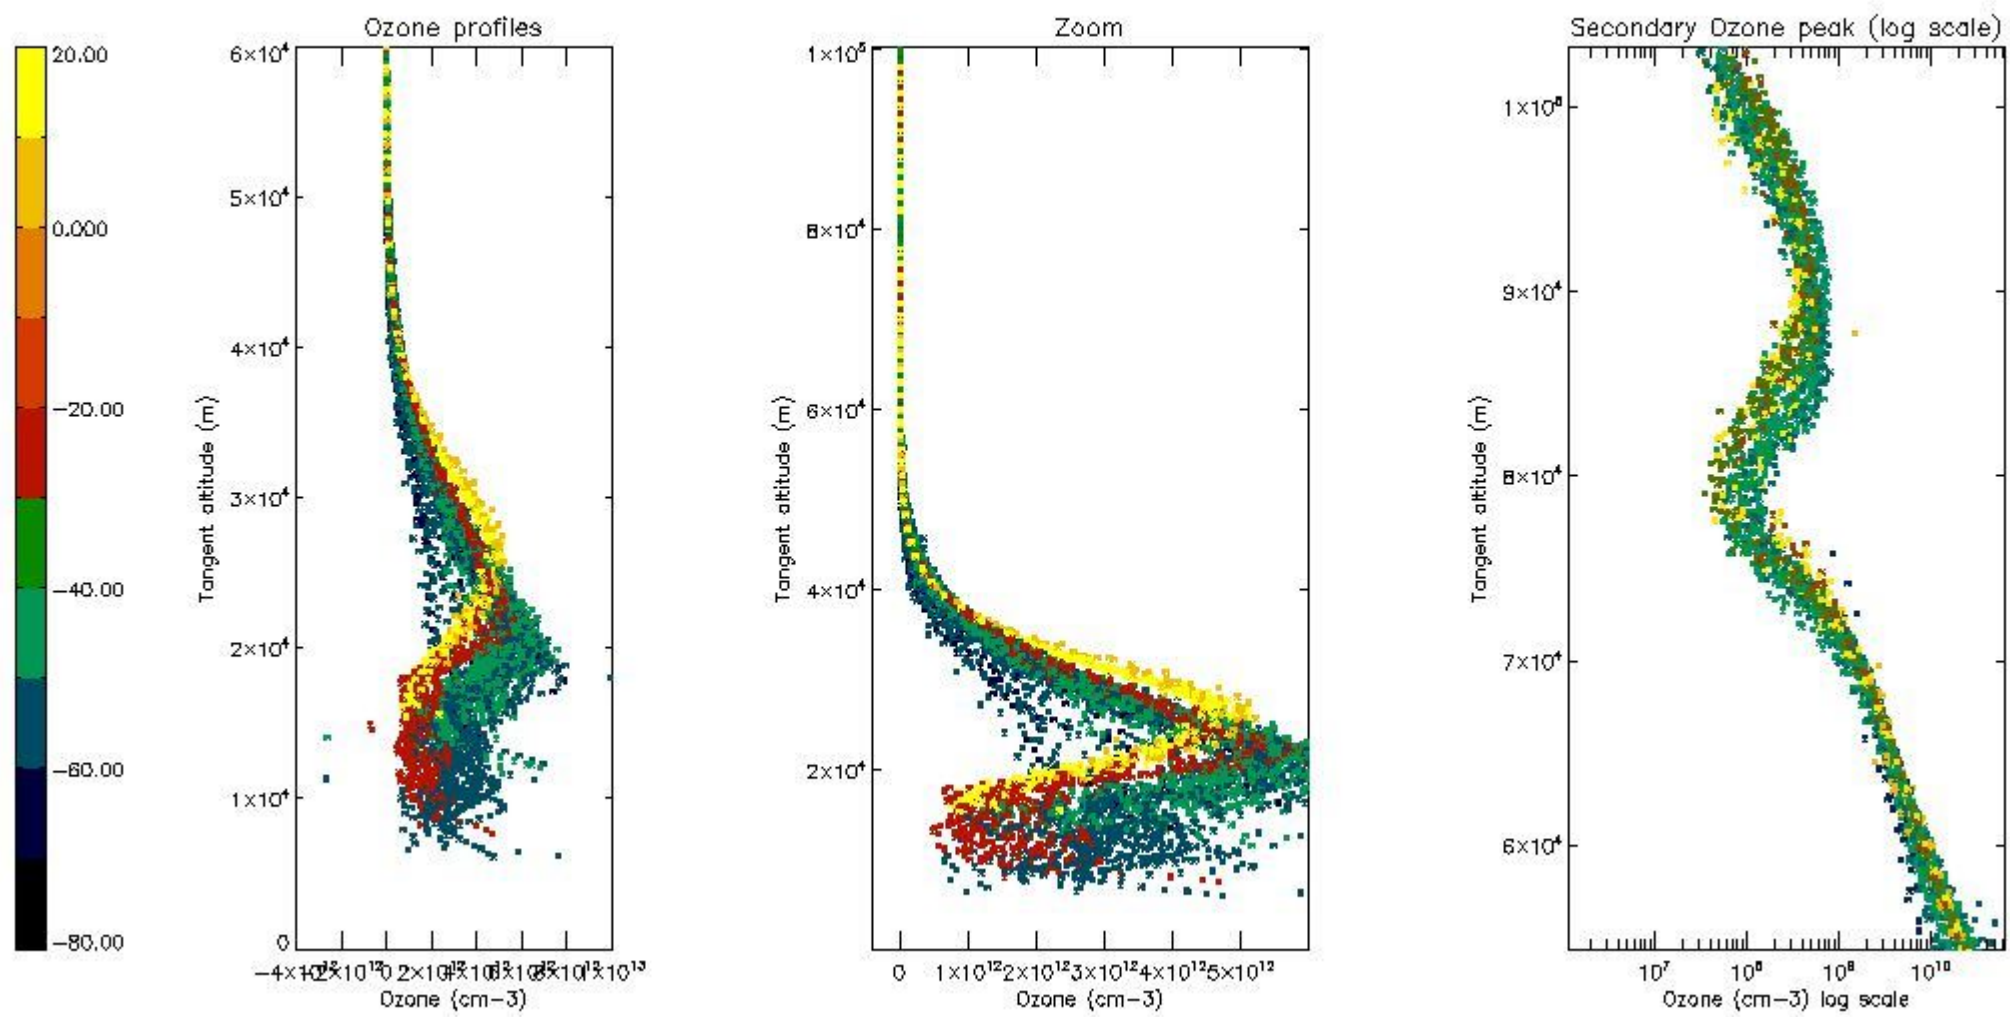 Ozone profiles
Zoom
Secondary Ozone peak (log scale)
20.00
0.000
−20.00
−40.00
−60.00
−80.00
6×10⁴
5×10⁴
4×10⁴
3×10⁴
2×10⁴
1×10⁴
0
Tangent altitude (m)
Ozone (cm−3)
1×10⁵
8×10⁴
6×10⁴
4×10⁴
2×10⁴
Tangent altitude (m)
0 1×10¹² 2×10¹² 3×10¹² 4×10¹² 5×10¹²
Ozone (cm−3)
9×10⁴
8×10⁴
7×10⁴
6×10⁴
Tangent altitude (m)
10⁷ 10⁸ 10⁹ 10¹⁰
Ozone (cm−3) log scale